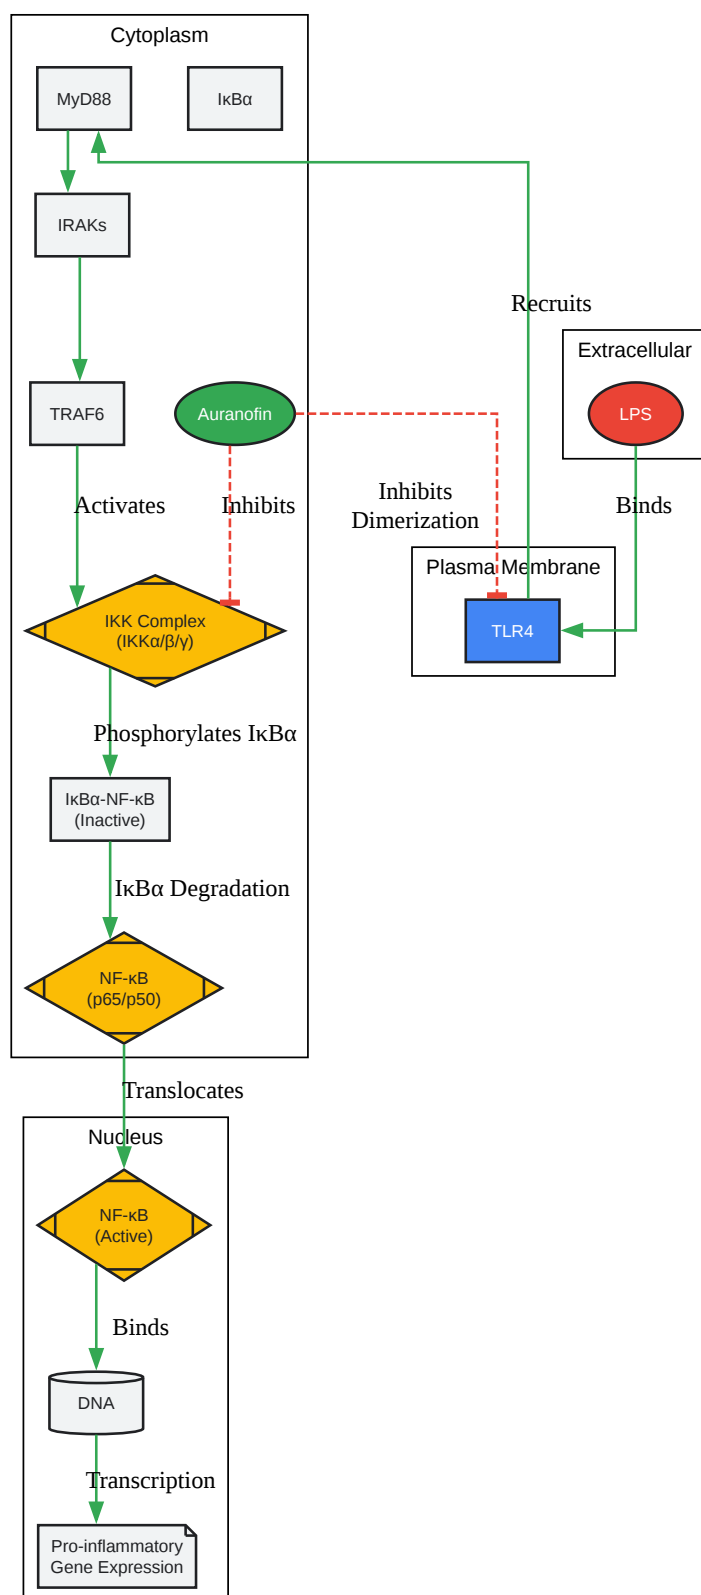 Cytoplasm
MyD88
IκBα
IRAKs
Recruits
Extracellular
LPS
TRAF6
Auranofin
Activates
Inhibits
Inhibits
Dimerization
Binds
Plasma Membrane
TLR4
IKK Complex
(IKKα/β/γ)
Phosphorylates IκBα
IκBα-NF-κB
(Inactive)
IκBα Degradation
NF-κB
(p65/p50)
Translocates
Nucleus
NF-κB
(Active)
Binds
DNA
Transcription
Pro-inflammatory
Gene Expression